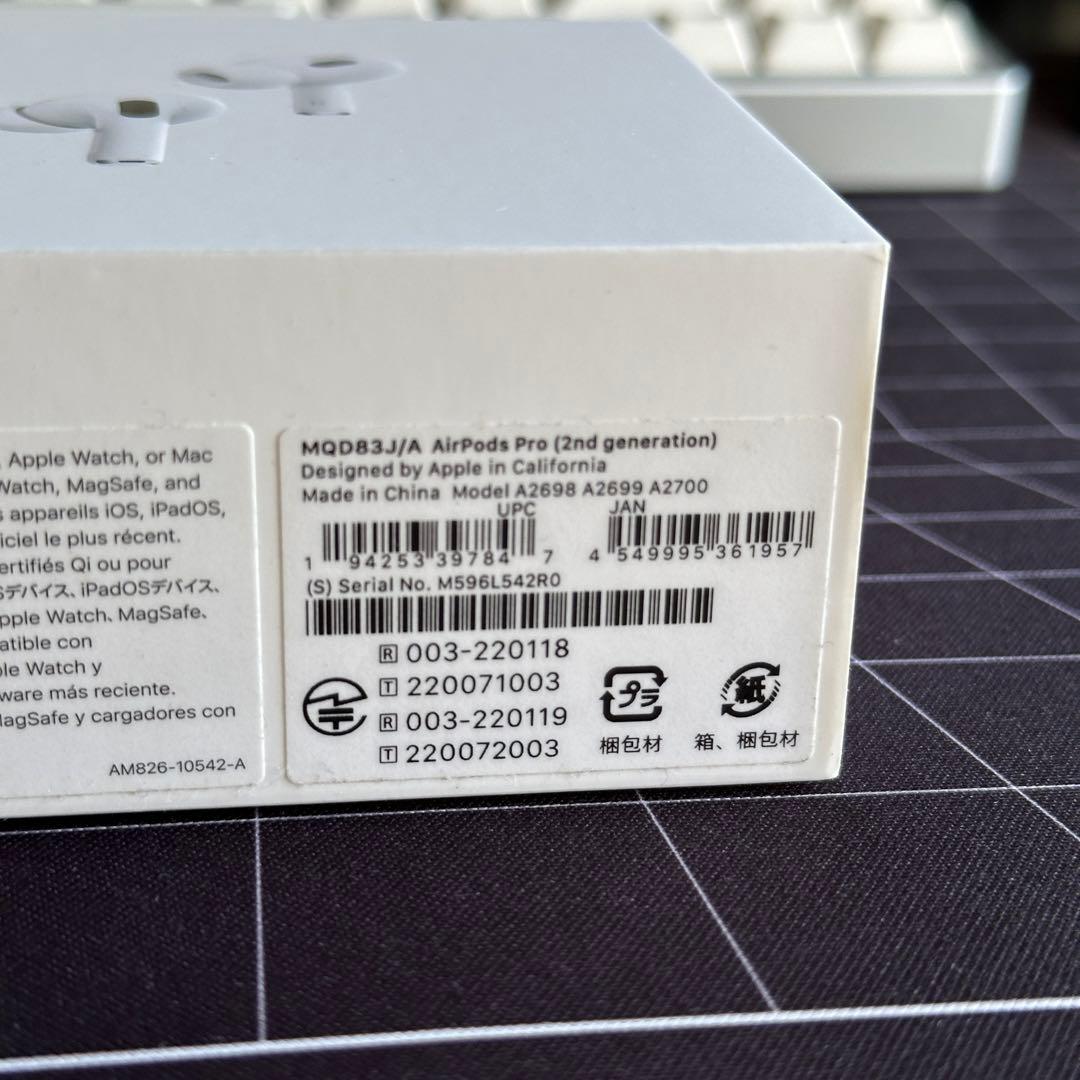 , Apple Watch, or Mac
Watch, MagSafe, and
s appareils iOS, iPadOS,
ficiel le plus récent.
ertifiés Qi ou pour
Sデバイス、iPadOSデバイス、
pple Watch、MagSafe、
atible con
ple Watch y
ware más reciente.
MagSafe y cargadores con
AM826-10542-A
MQD83J/A AirPods Pro (2nd generation)
Designed by Apple in California
Made in China Model A2698 A2699 A2700
UPC JAN
1 94253 39784 7 4 549995 361957
(S) Serial No. M596L542R0
R 003-220118
T 220071003
R 003-220119
T 220072003
プラ 紙
梱包材 箱、梱包材